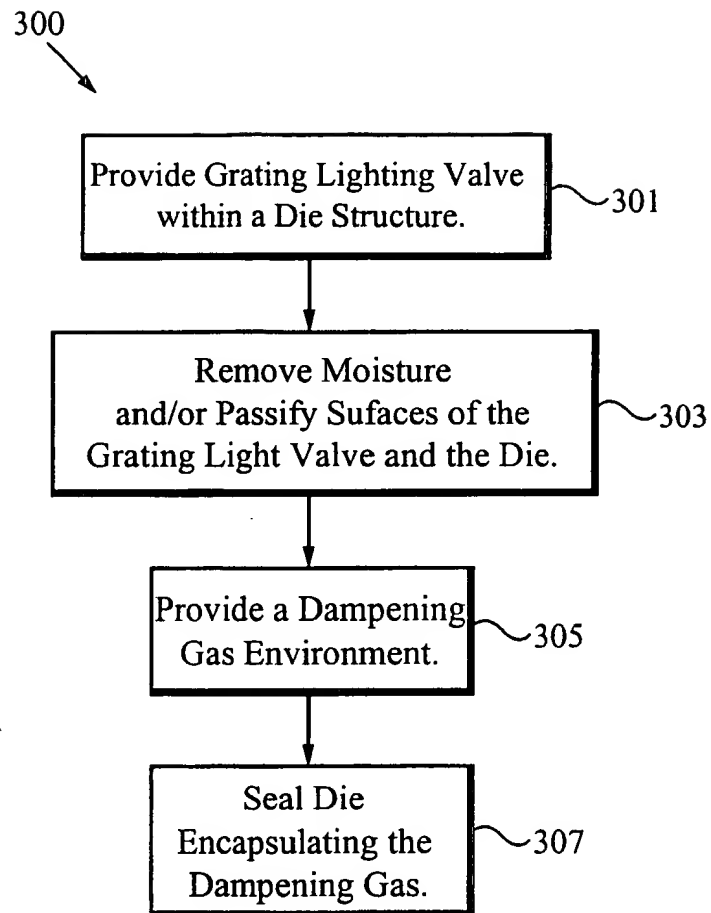 300
Provide Grating Lighting Valve
within a Die Structure.
301
Remove Moisture
and/or Passify Sufaces of the
Grating Light Valve and the Die.
303
Provide a Dampening
Gas Environment.
305
Seal Die
Encapsulating the
Dampening Gas.
307